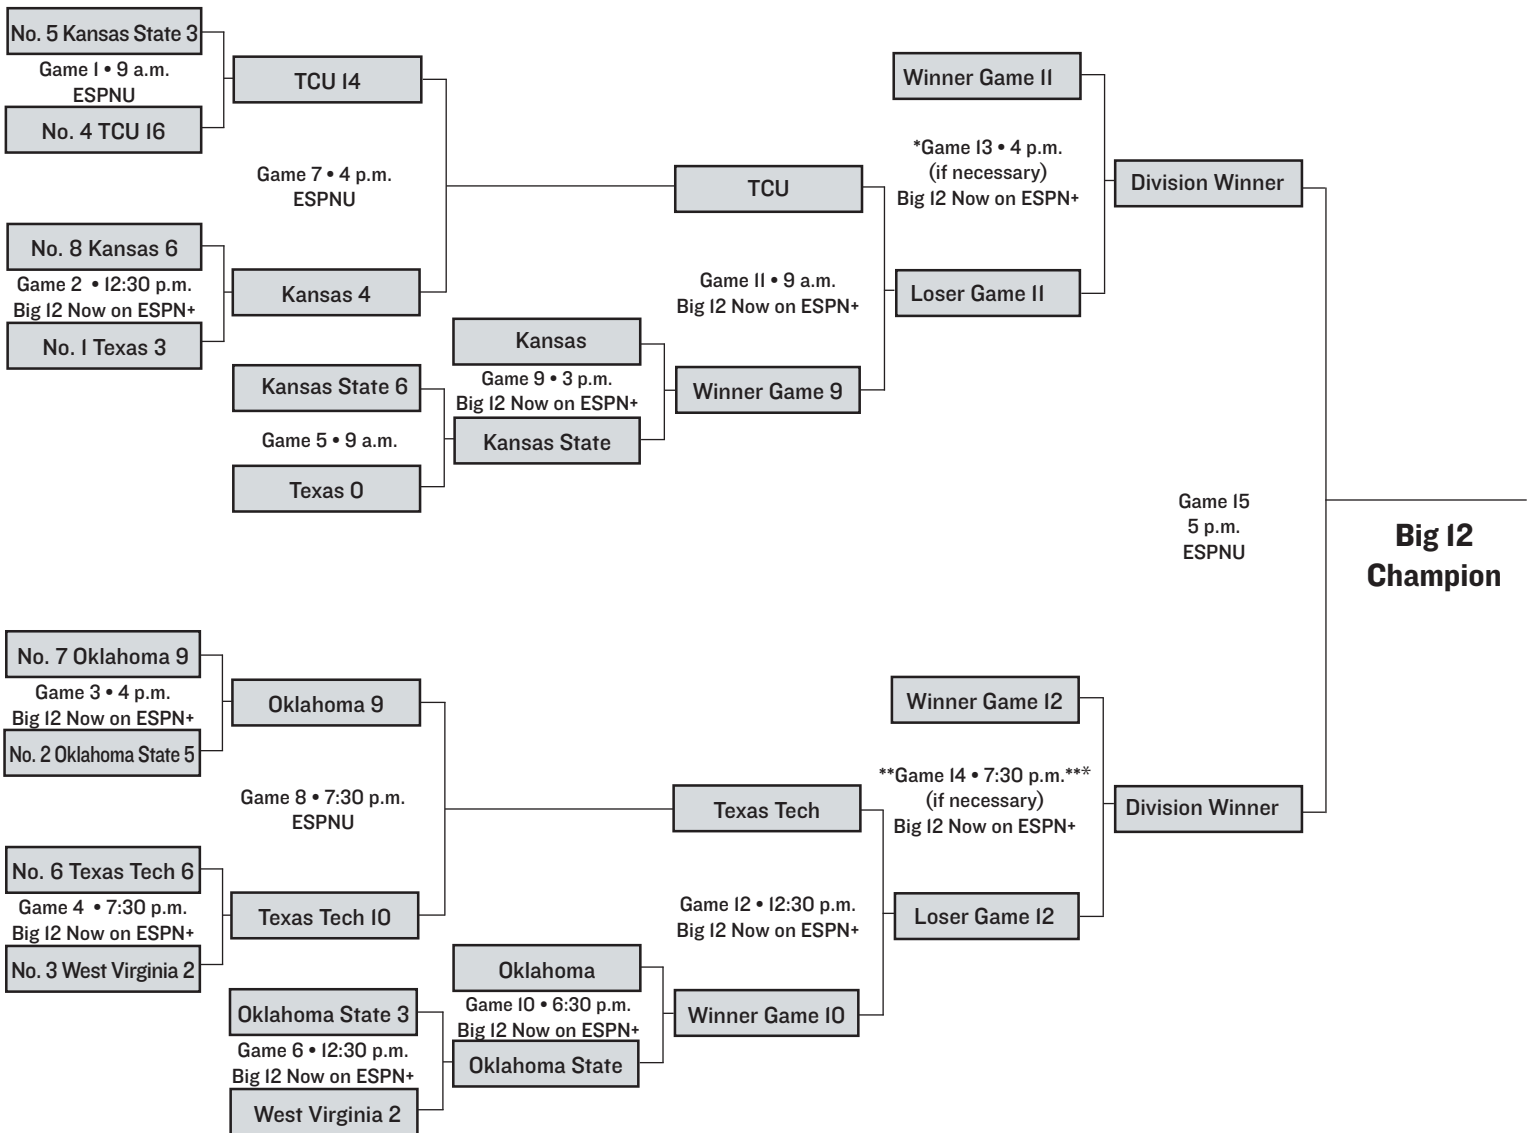 No. 5 Kansas State 3
Game 1 • 9 a.m.
ESPNU
No. 4 TCU 16
TCU 14
Game 7 • 4 p.m.
ESPNU
No. 8 Kansas 6
Game 2 • 12:30 p.m.
Big 12 Now on ESPN+
No. 1 Texas 3
Kansas 4
Kansas State 6
Game 5 • 9 a.m.
Texas 0
Kansas
Game 9 • 3 p.m.
Big 12 Now on ESPN+
Kansas State
TCU
Game 11 • 9 a.m.
Big 12 Now on ESPN+
Winner Game 9
Winner Game 11
*Game 13 • 4 p.m.
(if necessary)
Big 12 Now on ESPN+
Loser Game 11
Division Winner
Game 15
5 p.m.
ESPNU
Big 12
Champion
No. 7 Oklahoma 9
Game 3 • 4 p.m.
Big 12 Now on ESPN+
No. 2 Oklahoma State 5
Oklahoma 9
Game 8 • 7:30 p.m.
ESPNU
No. 6 Texas Tech 6
Game 4 • 7:30 p.m.
Big 12 Now on ESPN+
No. 3 West Virginia 2
Texas Tech 10
Oklahoma State 3
Game 6 • 12:30 p.m.
Big 12 Now on ESPN+
West Virginia 2
Oklahoma
Game 10 • 6:30 p.m.
Big 12 Now on ESPN+
Oklahoma State
Texas Tech
Game 12 • 12:30 p.m.
Big 12 Now on ESPN+
Winner Game 10
Winner Game 12
**Game 14 • 7:30 p.m.***
(if necessary)
Big 12 Now on ESPN+
Loser Game 12
Division Winner